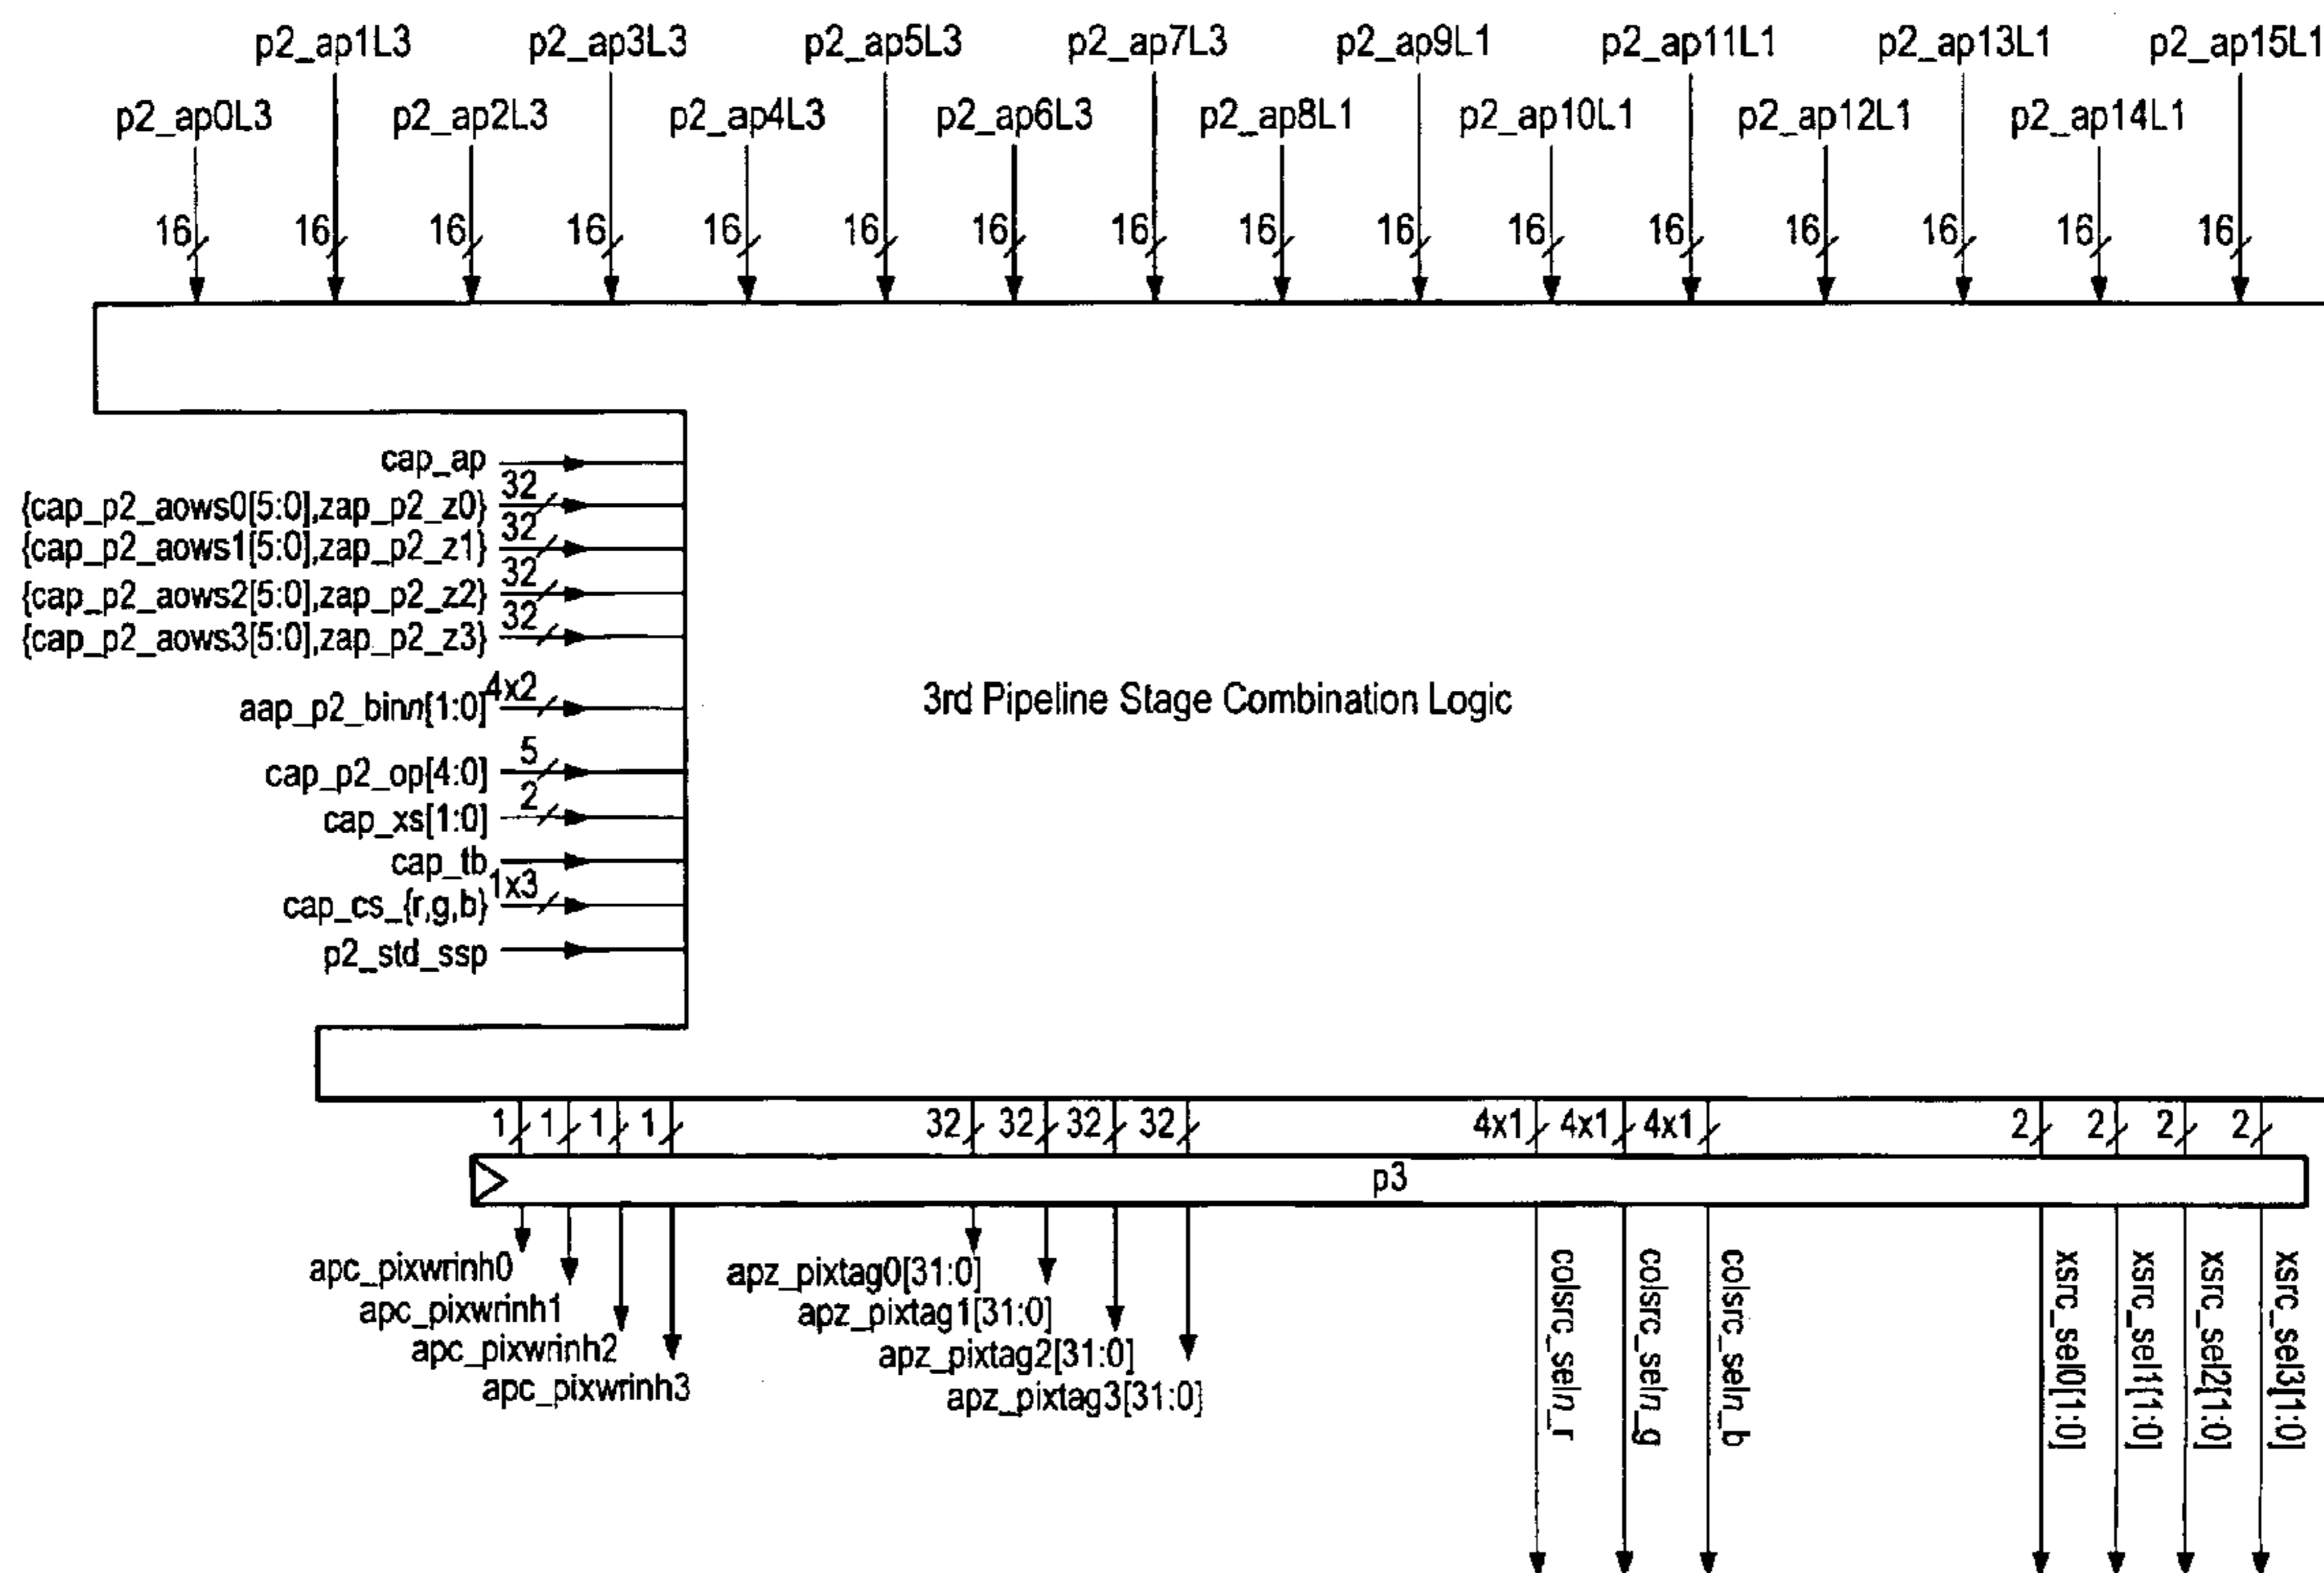 p2_ap1L3 p2_ap3L3 p2_ap5L3 p2_ap7L3 p2_ap9L1 p2_ap11L1 p2_ap13L1 p2_ap15L1
p2_ap0L3 p2_ap2L3 p2_ap4L3 p2_ap6L3 p2_ap8L1 p2_ap10L1 p2_ap12L1 p2_ap14L1
16 16 16 16 16 16 16 16 16 16 16 16 16 16 16 16
cap_ap
{cap_p2_aows0[5:0],zap_p2_z0} 32
{cap_p2_aows1[5:0],zap_p2_z1} 32
{cap_p2_aows2[5:0],zap_p2_z2} 32
{cap_p2_aows3[5:0],zap_p2_z3} 32
aap_p2_binn[1:0] 4x2
3rd Pipeline Stage Combination Logic
cap_p2_op[4:0] 5
cap_xs[1:0] 2
cap_tb
cap_cs_{r,g,b} 1x3
p2_std_ssp
1 1 1 1 32 32 32 32 4x1 4x1 4x1 2 2 2 2
p3
apc_pixwrinh0
apc_pixwrinh1
apc_pixwrinh2
apc_pixwrinh3
apz_pixtag0[31:0]
apz_pixtag1[31:0]
apz_pixtag2[31:0]
apz_pixtag3[31:0]
colsrc_seln_r
colsrc_seln_g
colsrc_seln_b
xsrc_sel0[1:0]
xsrc_sel1[1:0]
xsrc_sel2[1:0]
xsrc_sel3[1:0]